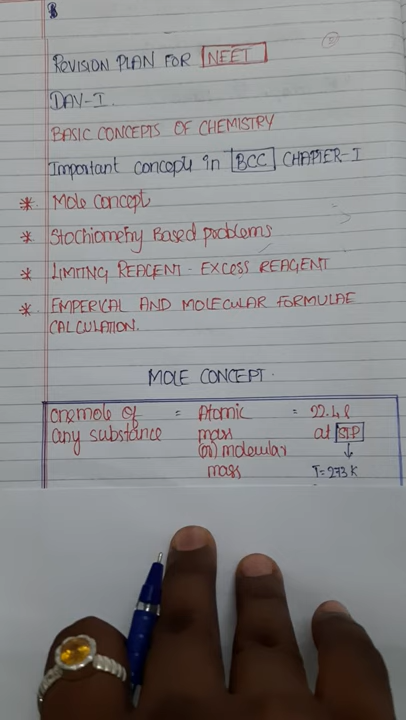 REVISION PLAN FOR NEET
DAY-I.
BASIC CONCEPTS OF CHEMISTRY
Important concepts in BCC CHAPTER-I
* Mole Concept
* Stochiometry Based problems
* LIMITING REAGENT - EXCESS REAGENT
* EMPERICAL AND MOLECULAR FORMULAE
CALCULATION.
MOLE CONCEPT.
One mole of = Atomic = 22.4 l
any substance mass at STP
(or) molecular ↓
mass T=273 K